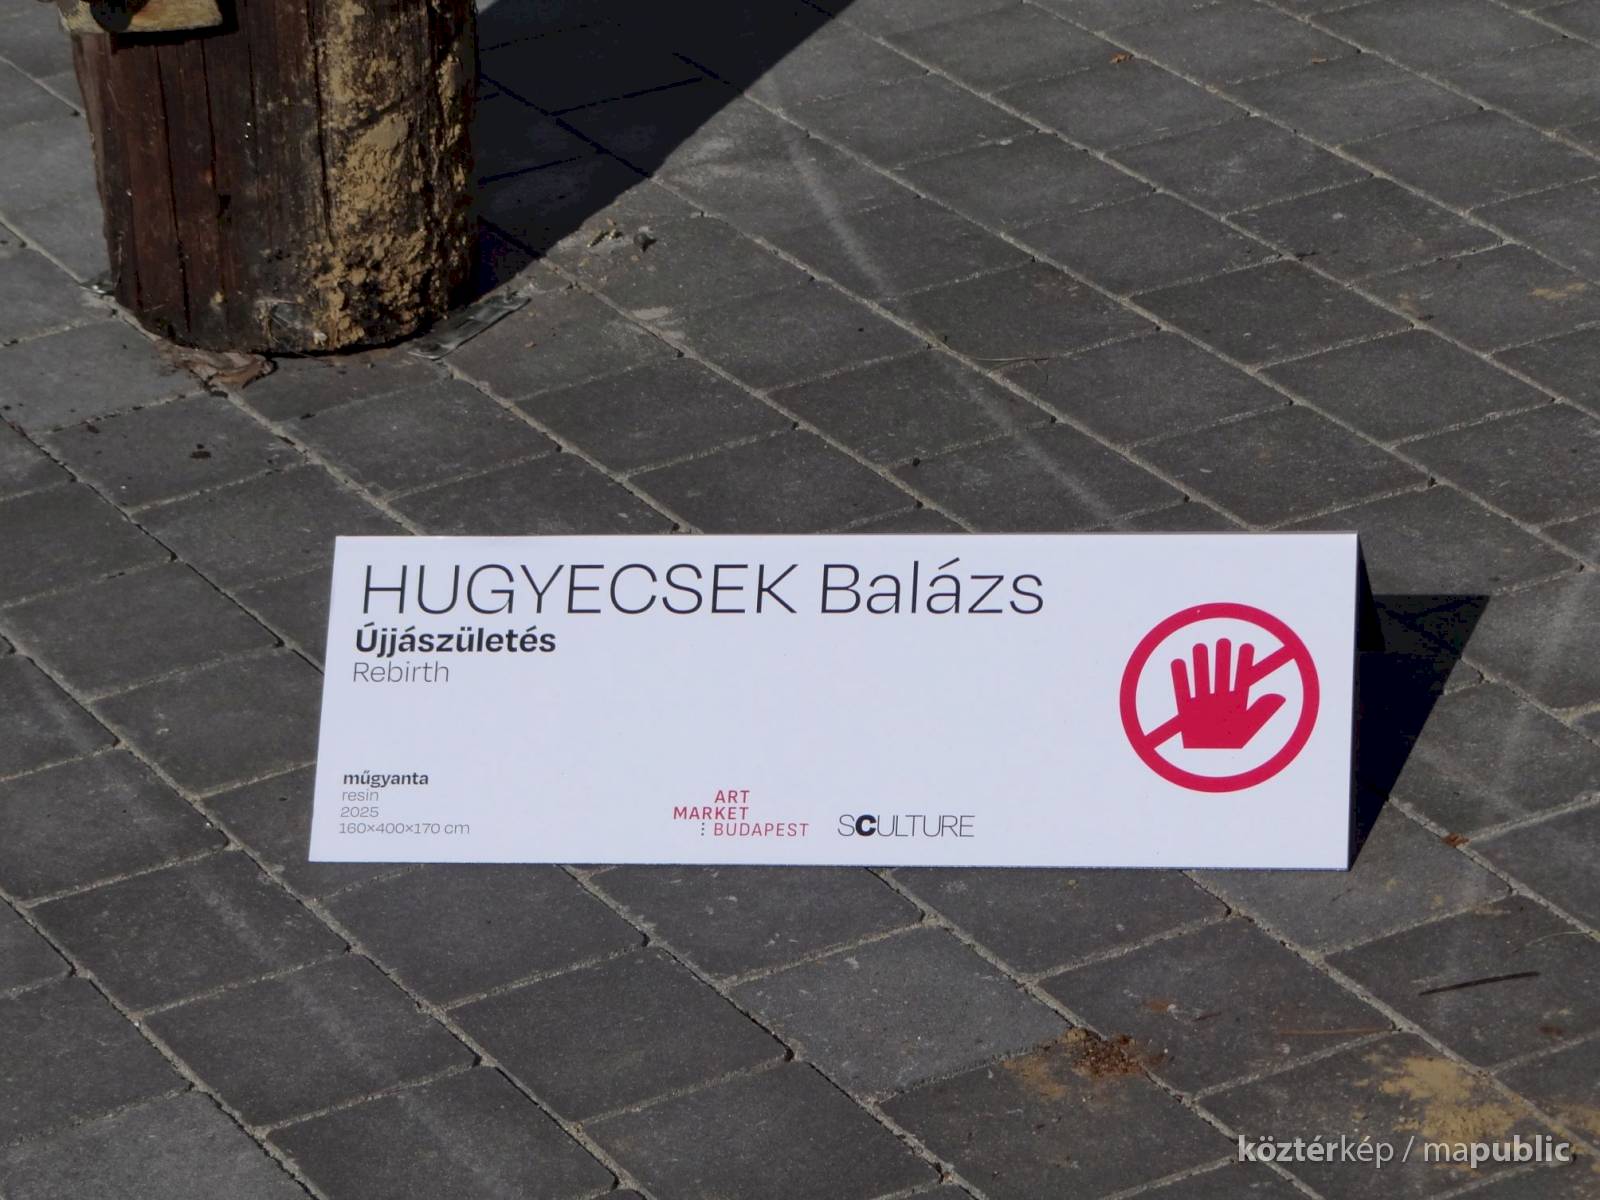 HUGYECSEK Balázs
Újjászületés
Rebirth
műgyanta
resin
2025
160×400×170 cm
ART
MARKET
BUDAPEST
SCULTURE
köztérkép / mapublic